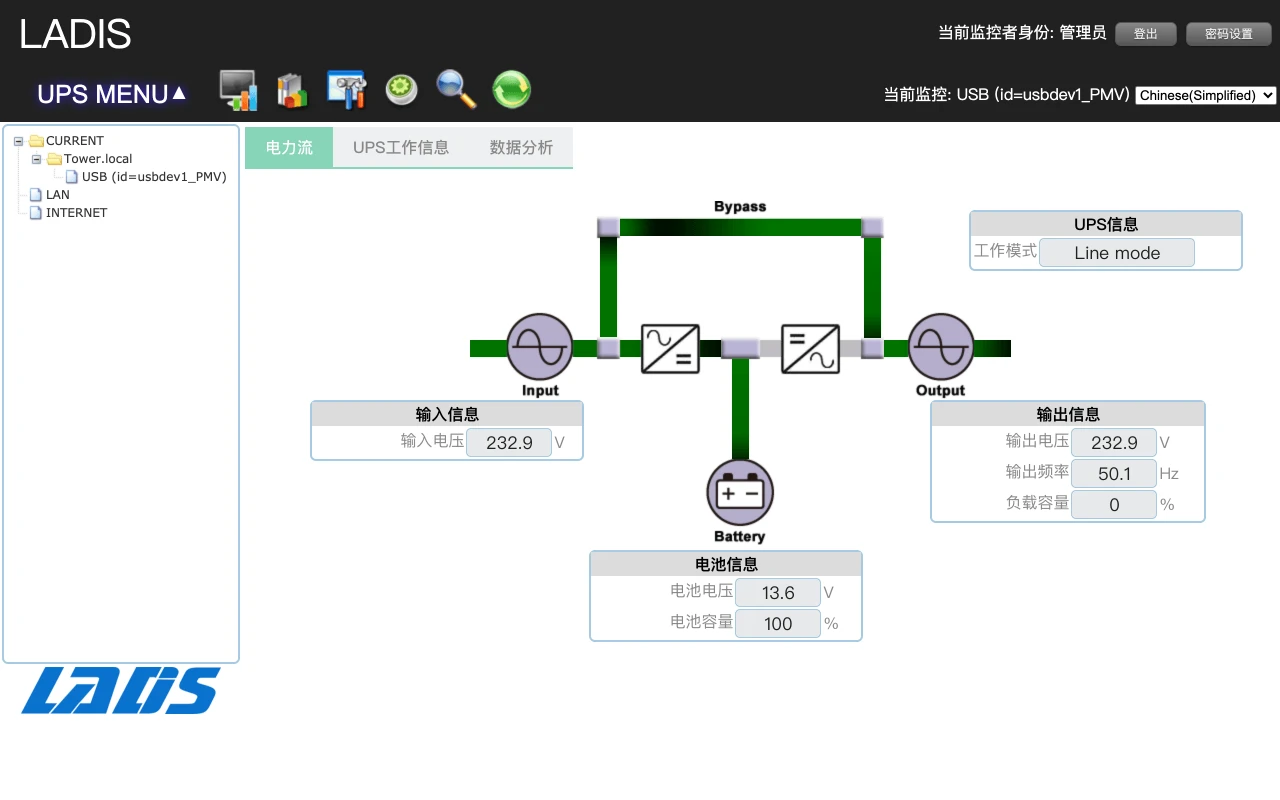 LADIS
当前监控者身份: 管理员 登出 密码设置
UPS MENU▲
当前监控: USB (id=usbdev1_PMV) Chinese(Simplified)
CURRENT
Tower.local
USB (id=usbdev1_PMV)
LAN
INTERNET
电力流 UPS工作信息 数据分析
Bypass
UPS信息
工作模式 Line mode
Input
Output
输入信息
输入电压 232.9 V
输出信息
输出电压 232.9 V
输出频率 50.1 Hz
负载容量 0 %
Battery
电池信息
电池电压 13.6 V
电池容量 100 %
LADIS